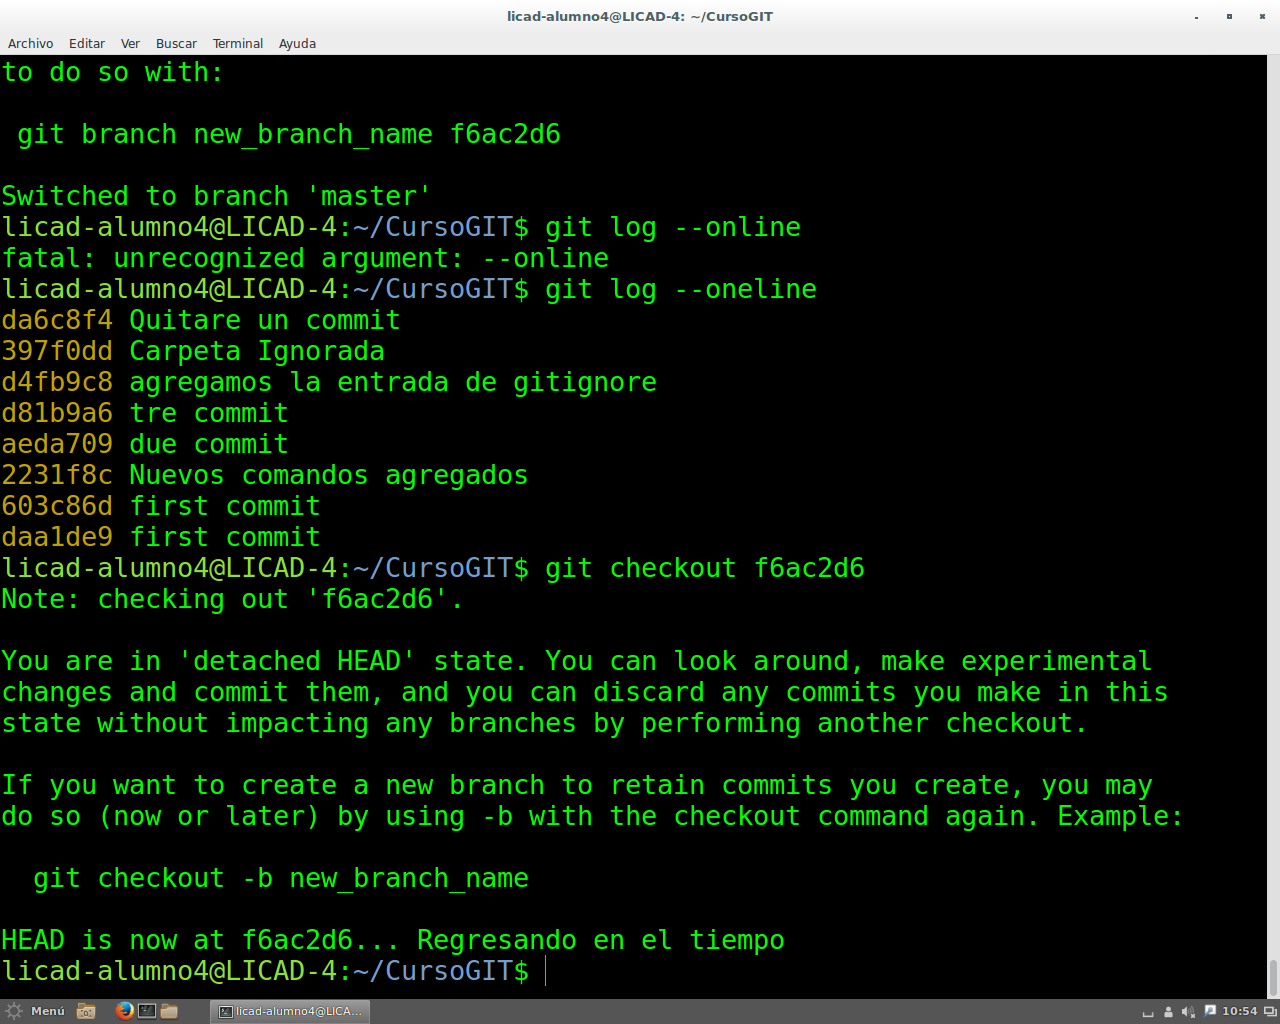 licad-alumno4@LICAD-4: ~/CursoGIT
Archivo Editar Ver Buscar Terminal Ayuda
to do so with:
git branch new_branch_name f6ac2d6
Switched to branch 'master'
licad-alumno4@LICAD-4:~/CursoGIT$ git log --online
fatal: unrecognized argument: --online
licad-alumno4@LICAD-4:~/CursoGIT$ git log --oneline
da6c8f4 Quitare un commit
397f0dd Carpeta Ignorada
d4fb9c8 agregamos la entrada de gitignore
d81b9a6 tre commit
aeda709 due commit
2231f8c Nuevos comandos agregados
603c86d first commit
daa1de9 first commit
licad-alumno4@LICAD-4:~/CursoGIT$ git checkout f6ac2d6
Note: checking out 'f6ac2d6'.
You are in 'detached HEAD' state. You can look around, make experimental
changes and commit them, and you can discard any commits you make in this
state without impacting any branches by performing another checkout.
If you want to create a new branch to retain commits you create, you may
do so (now or later) by using -b with the checkout command again. Example:
git checkout -b new_branch_name
HEAD is now at f6ac2d6... Regresando en el tiempo
licad-alumno4@LICAD-4:~/CursoGIT$
Menú licad-alumno4@LICA... 10:54